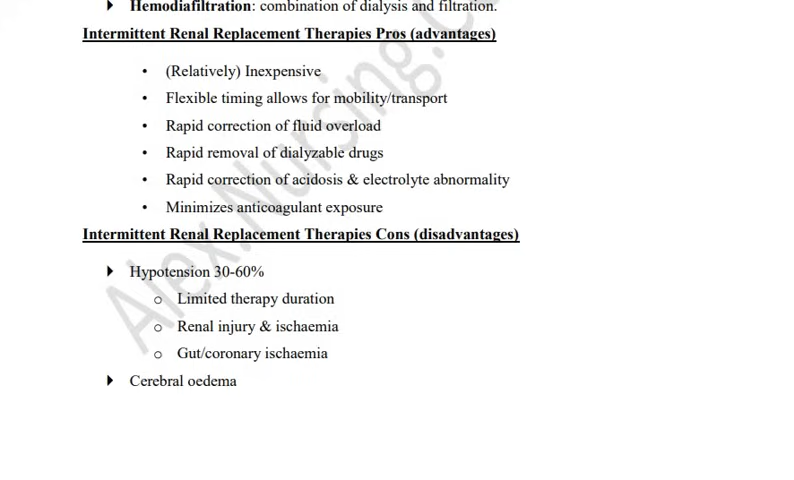 Hemodiafiltration: combination of dialysis and filtration.
Intermittent Renal Replacement Therapies Pros (advantages)
• (Relatively) Inexpensive
• Flexible timing allows for mobility/transport
• Rapid correction of fluid overload
• Rapid removal of dialyzable drugs
• Rapid correction of acidosis & electrolyte abnormality
• Minimizes anticoagulant exposure
Intermittent Renal Replacement Therapies Cons (disadvantages)
Hypotension 30-60%
o Limited therapy duration
o Renal injury & ischaemia
o Gut/coronary ischaemia
Cerebral oedema
Alex.Nursing.c